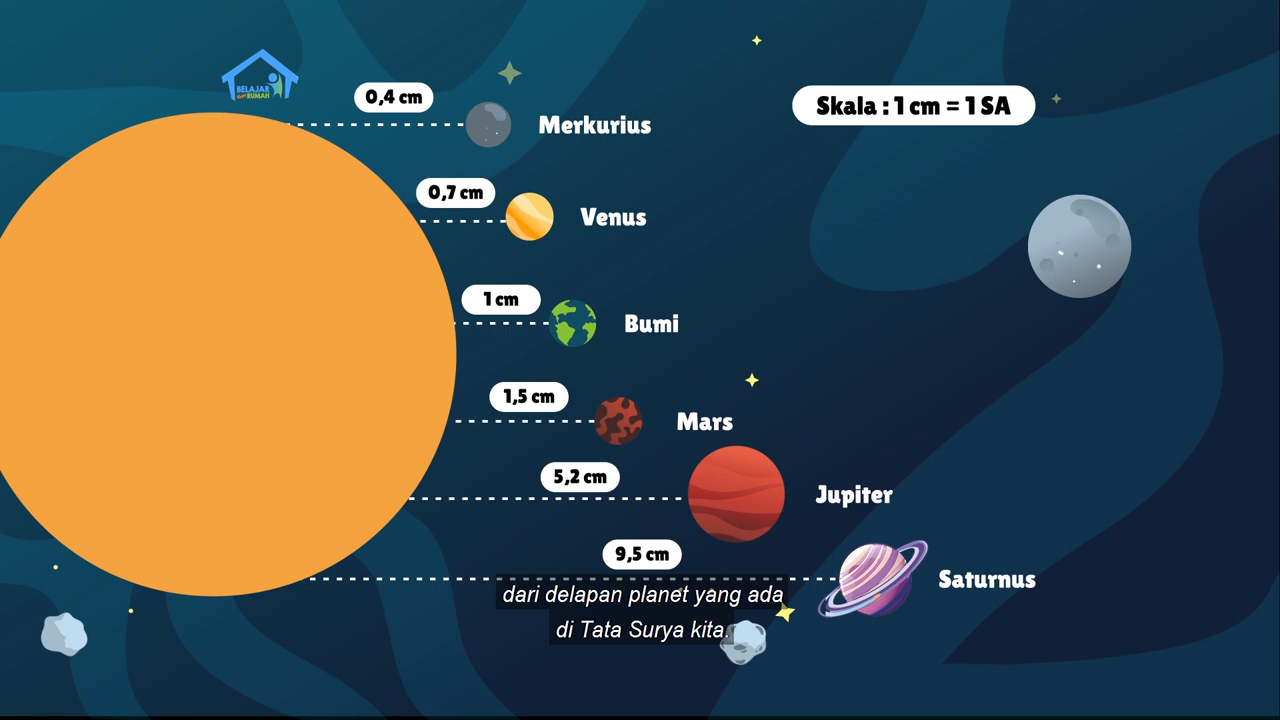 BELAJAR
dari RUMAH
0,4 cm
Merkurius
Skala : 1 cm = 1 SA
0,7 cm
Venus
1 cm
Bumi
1,5 cm
Mars
5,2 cm
Jupiter
9,5 cm
Saturnus
dari delapan planet yang ada
di Tata Surya kita.